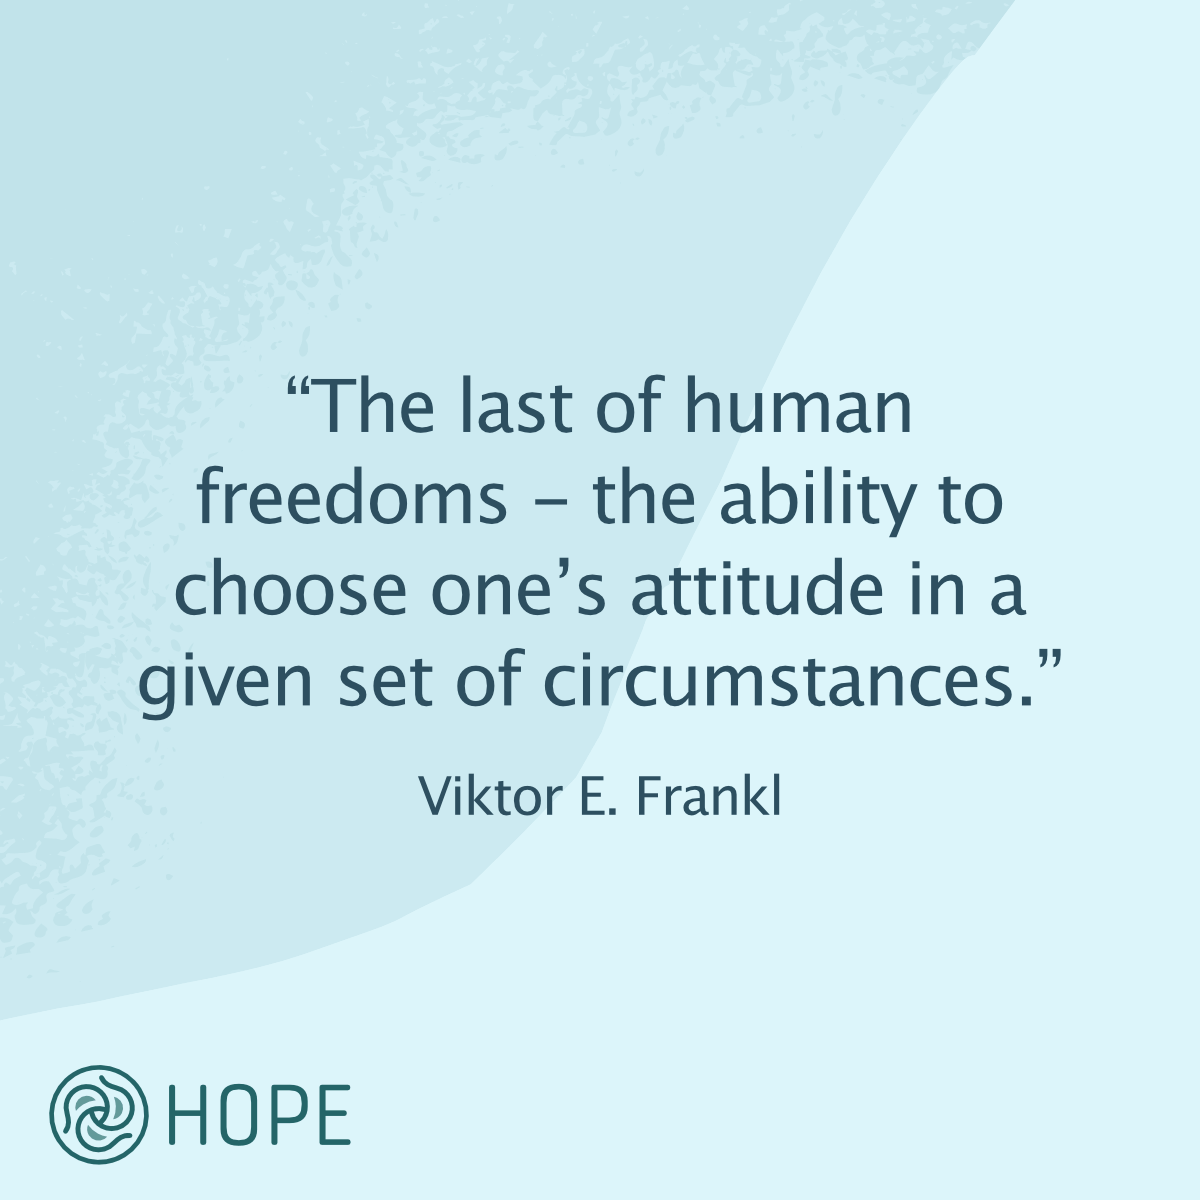 “The last of human
freedoms – the ability to
choose one’s attitude in a
given set of circumstances.”
Viktor E. Frankl
HOPE